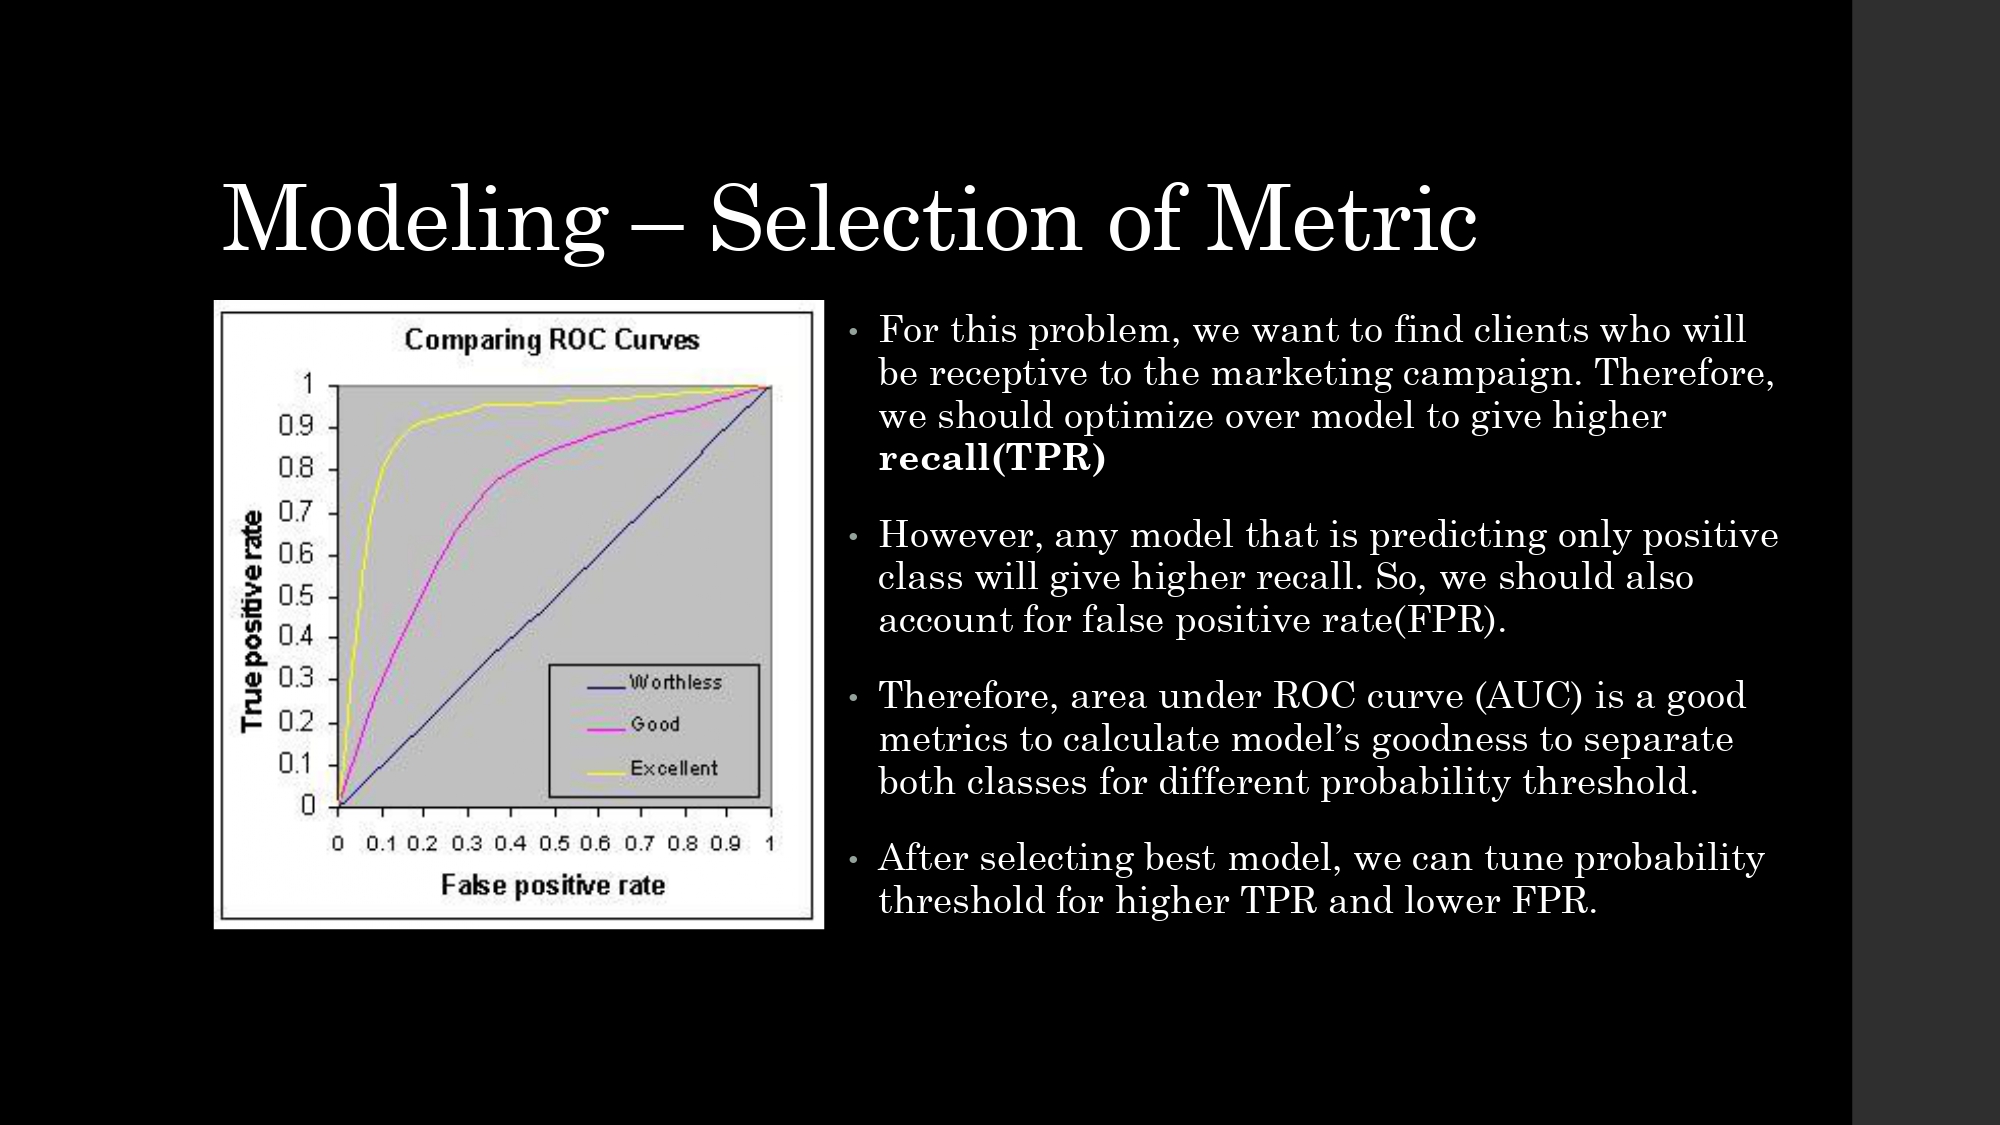 Modeling – Selection of Metric
Comparing ROC Curves
1
0.9
0.8
0.7
0.6
0.5
0.4
0.3
0.2
0.1
0
True positive rate
Worthless
Good
Excellent
0 0.1 0.2 0.3 0.4 0.5 0.6 0.7 0.8 0.9 1
False positive rate
• For this problem, we want to find clients who will
be receptive to the marketing campaign. Therefore,
we should optimize over model to give higher
recall(TPR)
• However, any model that is predicting only positive
class will give higher recall. So, we should also
account for false positive rate(FPR).
• Therefore, area under ROC curve (AUC) is a good
metrics to calculate model’s goodness to separate
both classes for different probability threshold.
• After selecting best model, we can tune probability
threshold for higher TPR and lower FPR.